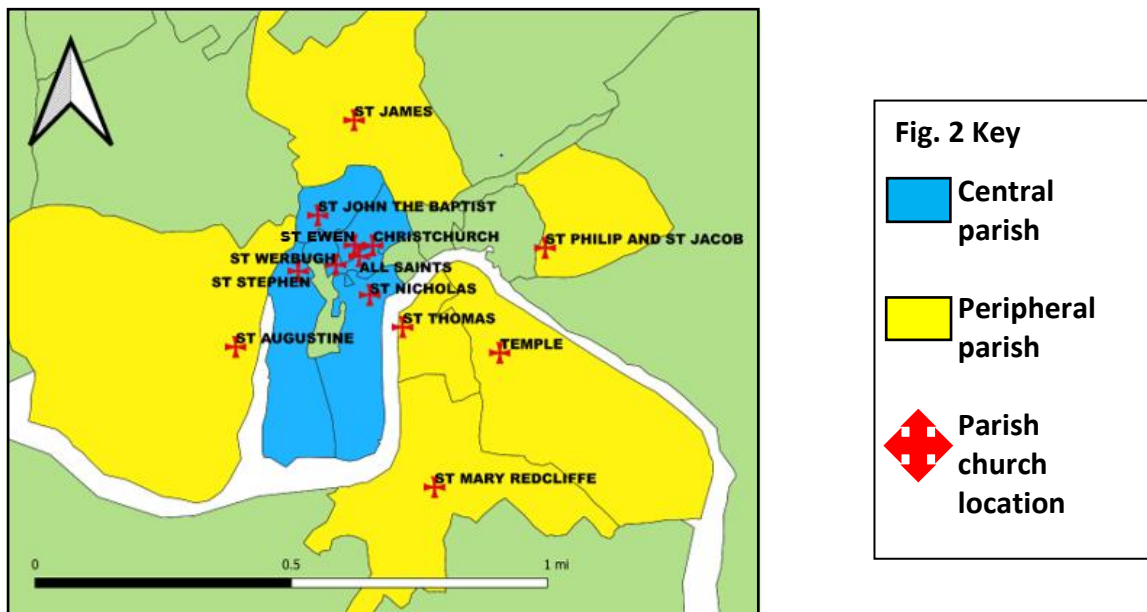 ST JAMES
ST JOHN THE BAPTIST
ST EWEN
CHRISTCHURCH
ST PHILIP AND ST JACOB
ST WERBUGH
ALL SAINTS
ST STEPHEN
ST NICHOLAS
ST THOMAS
ST AUGUSTINE
TEMPLE
ST MARY REDCLIFFE
0
0.5
1 mi
Fig. 2 Key
Central
parish
Peripheral
parish
Parish
church
location